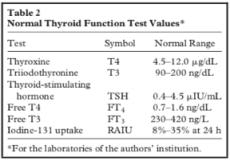 Table 2
Normal Thyroid Function Test Values*
Test Symbol Normal Range
Thyroxine T4 4.5–12.0 μg/dL
Triiodothyronine T3 90–200 ng/dL
Thyroid-stimulating
hormone TSH 0.4–4.5 μIU/mL
Free T4 FT₄ 0.7–1.6 ng/dL
Free T3 FT₃ 230–420 ng/L
Iodine-131 uptake RAIU 8%–35% at 24 h
*For the laboratories of the authors' institution.